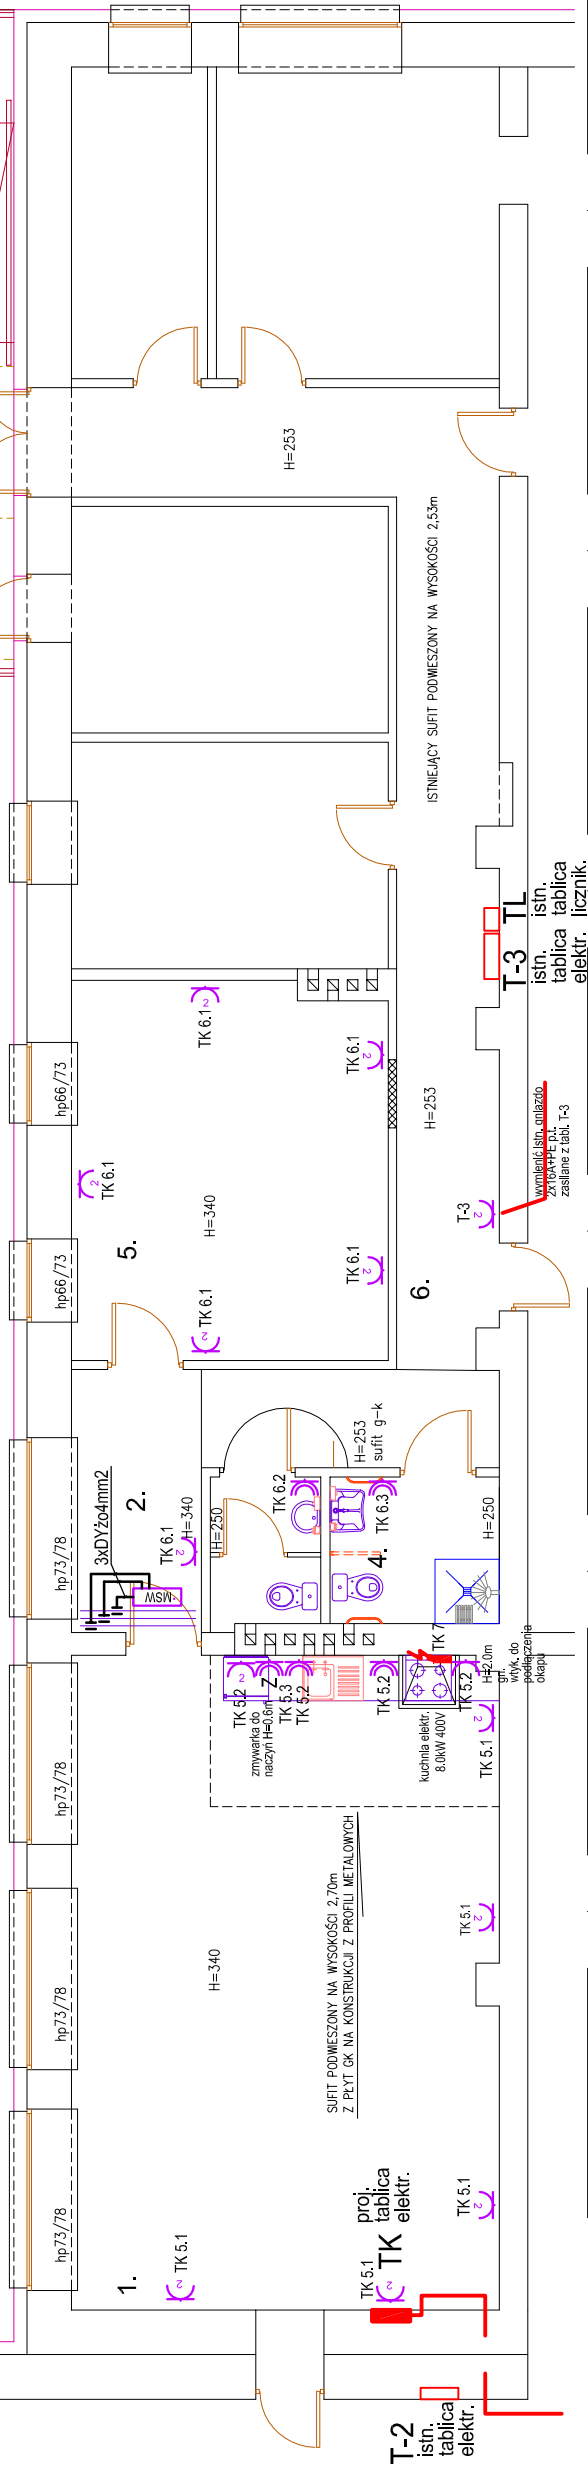 H=253
ISTNIEJĄCY SUFIT PODWIESZONY NA WYSOKOŚCI 2,53m
TL
istn.
tablica
licznik.
T-3
istn.
tablica
elektr.
TK 6.1
TK 6.1
hp66/73
H=253
wymienić istn. gniazdo
2x16A+PE p.t.
zasilane z tabl. T-3
TK 6.1
H=340
T-3
5.
hp66/73
TK 6.1
TK 6.1
6.
H=253
sufit g-k
hp73/78
3xDYżo4mm2
2.
TK 6.1
H=340
H=250
TK 6.2
TK 6.3
4.
H=250
MSW
TK 7
H=2.0m
gn.
wtyk. do
podłączenia
okapu
TK 5.2
Z
TK 5.3
TK 5.2
TK 5.2
TK 5.2
zmywarka do
naczyń H=0.6m
kuchnia elektr.
8.0kW 400V
TK 5.1
hp73/78
SUFIT PODWIESZONY NA WYSOKOŚCI 2,70m
Z PŁYT GK NA KONSTRUKCJI Z PROFILI METALOWYCH
TK 5.1
H=340
hp73/78
hp73/78
1.
TK 5.1
TK 5.1
TK 5.1
TK
proj.
tablica
elektr.
T-2
istn.
tablica
elektr.